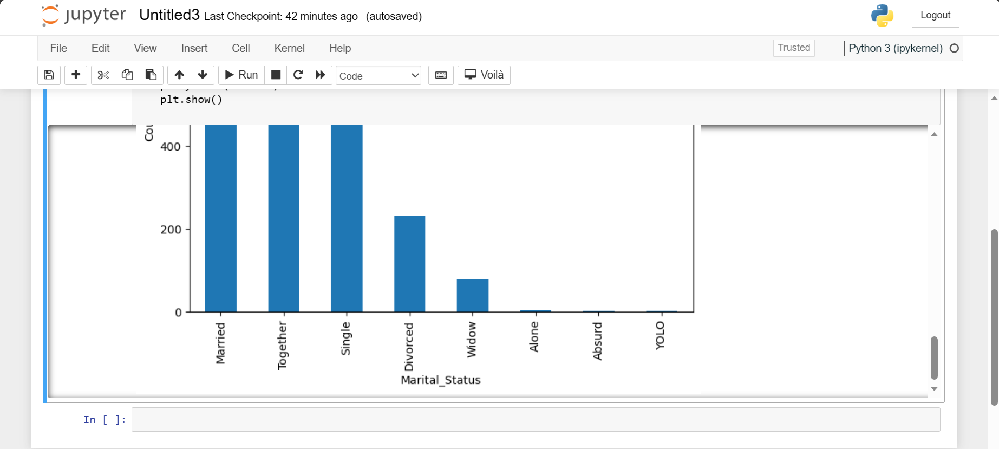 jupyter Untitled3 Last Checkpoint: 42 minutes ago (autosaved)
Logout
File Edit View Insert Cell Kernel Help
Trusted
Python 3 (ipykernel)
Run
Code
Voilà
plt.show()
400
200
0
Married
Together
Single
Divorced
Widow
Alone
Absurd
YOLO
Marital_Status
In [ ]: